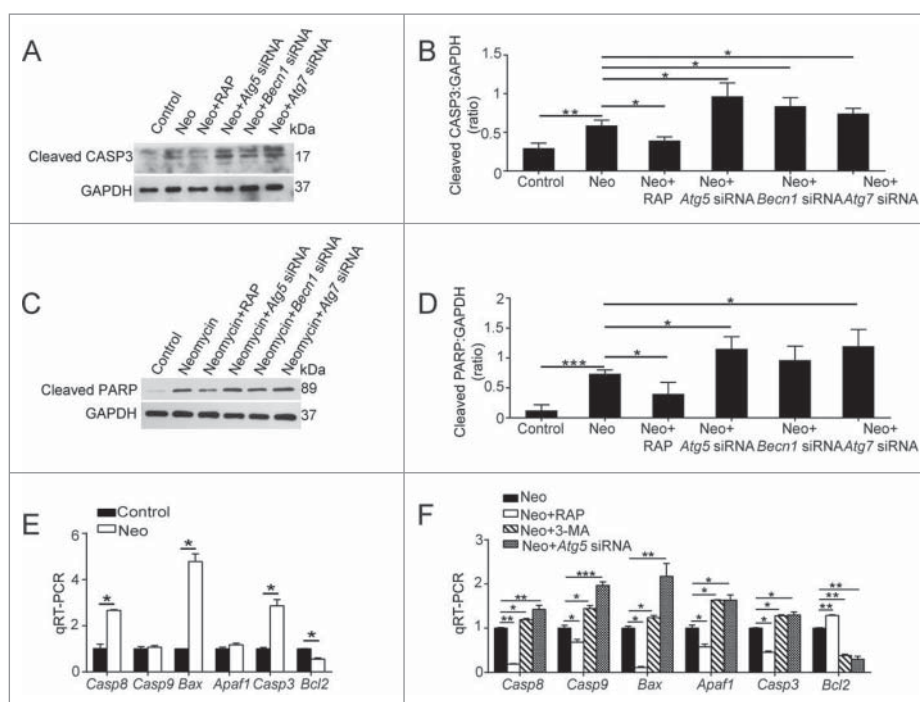 A
Control
Neo
Neo+RAP
Neo+Atg5 siRNA
Neo+Becn1 siRNA
Neo+Atg7 siRNA
kDa
Cleaved CASP3
17
GAPDH
37
B
Cleaved CASP3:GAPDH
(ratio)
1.5
1
0.5
0
** * * * *
Control Neo Neo+ Neo+ Neo+ Neo+
RAP Atg5 siRNA Becn1 siRNA Atg7 siRNA
C
Control
Neomycin
Neomycin+RAP
Neomycin+Atg5 siRNA
Neomycin+Becn1 siRNA
Neomycin+Atg7 siRNA
kDa
Cleaved PARP
89
GAPDH
37
D
Cleaved PARP:GAPDH
(ratio)
2
1.5
1
0.5
0
*** * * *
Control Neo Neo+ Neo+ Neo+ Neo+
RAP Atg5 siRNA Becn1 siRNA Atg7 siRNA
E
Control
Neo
qRT-PCR
6
4
2
0
* * * *
Casp8 Casp9 Bax Apaf1 Casp3 Bcl2
F
Neo
Neo+RAP
Neo+3-MA
Neo+Atg5 siRNA
qRT-PCR
3
2
1
0
** * **
* * ***
* * **
* * *
* * *
** ** **
Casp8 Casp9 Bax Apaf1 Casp3 Bcl2